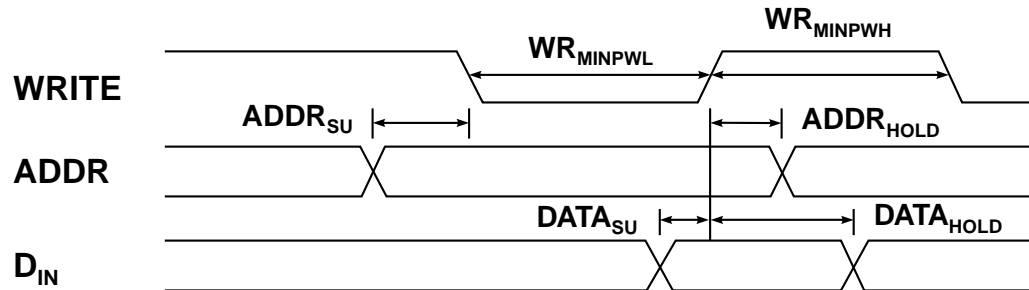 WR_MINPWH
WR_MINPWL
WRITE
ADDR_SU
ADDR_HOLD
ADDR
DATA_SU
DATA_HOLD
D_IN